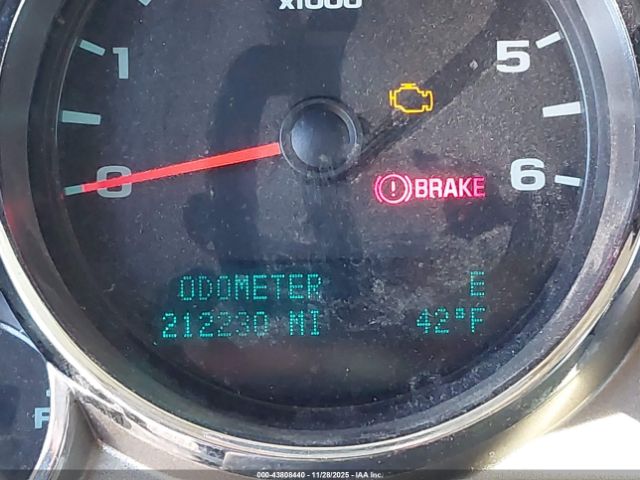 x1000
1
5
0
BRAKE
6
ODOMETER E
212230 MI 42°F
F
000-43808440 - 11/28/2025 - IAA Inc.